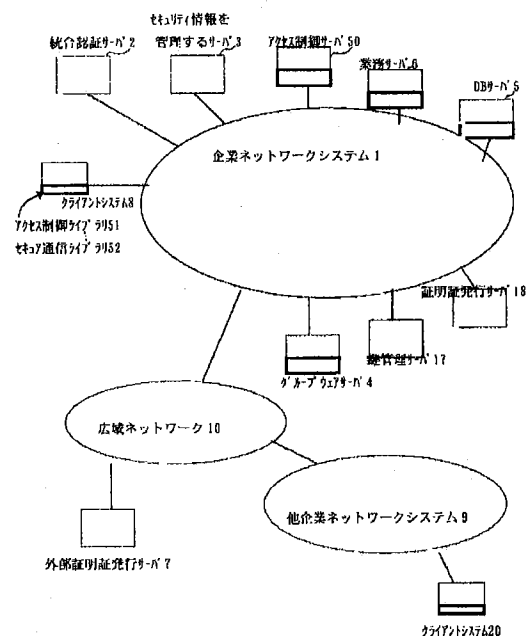 セキュリティ情報を
統合認証サーバ2
管理するサーバ3
アクセス制御サーバ50
業務サーバ6
DBサーバ5
企業ネットワークシステム1
クライアントシステム8
アクセス制御ライブラリ51
セキュア通信ライブラリ52
証明証発行サーバ18
鍵管理サーバ17
グループウェアサーバ4
広域ネットワーク10
他企業ネットワークシステム9
外部証明証発行サーバ7
クライアントシステム20